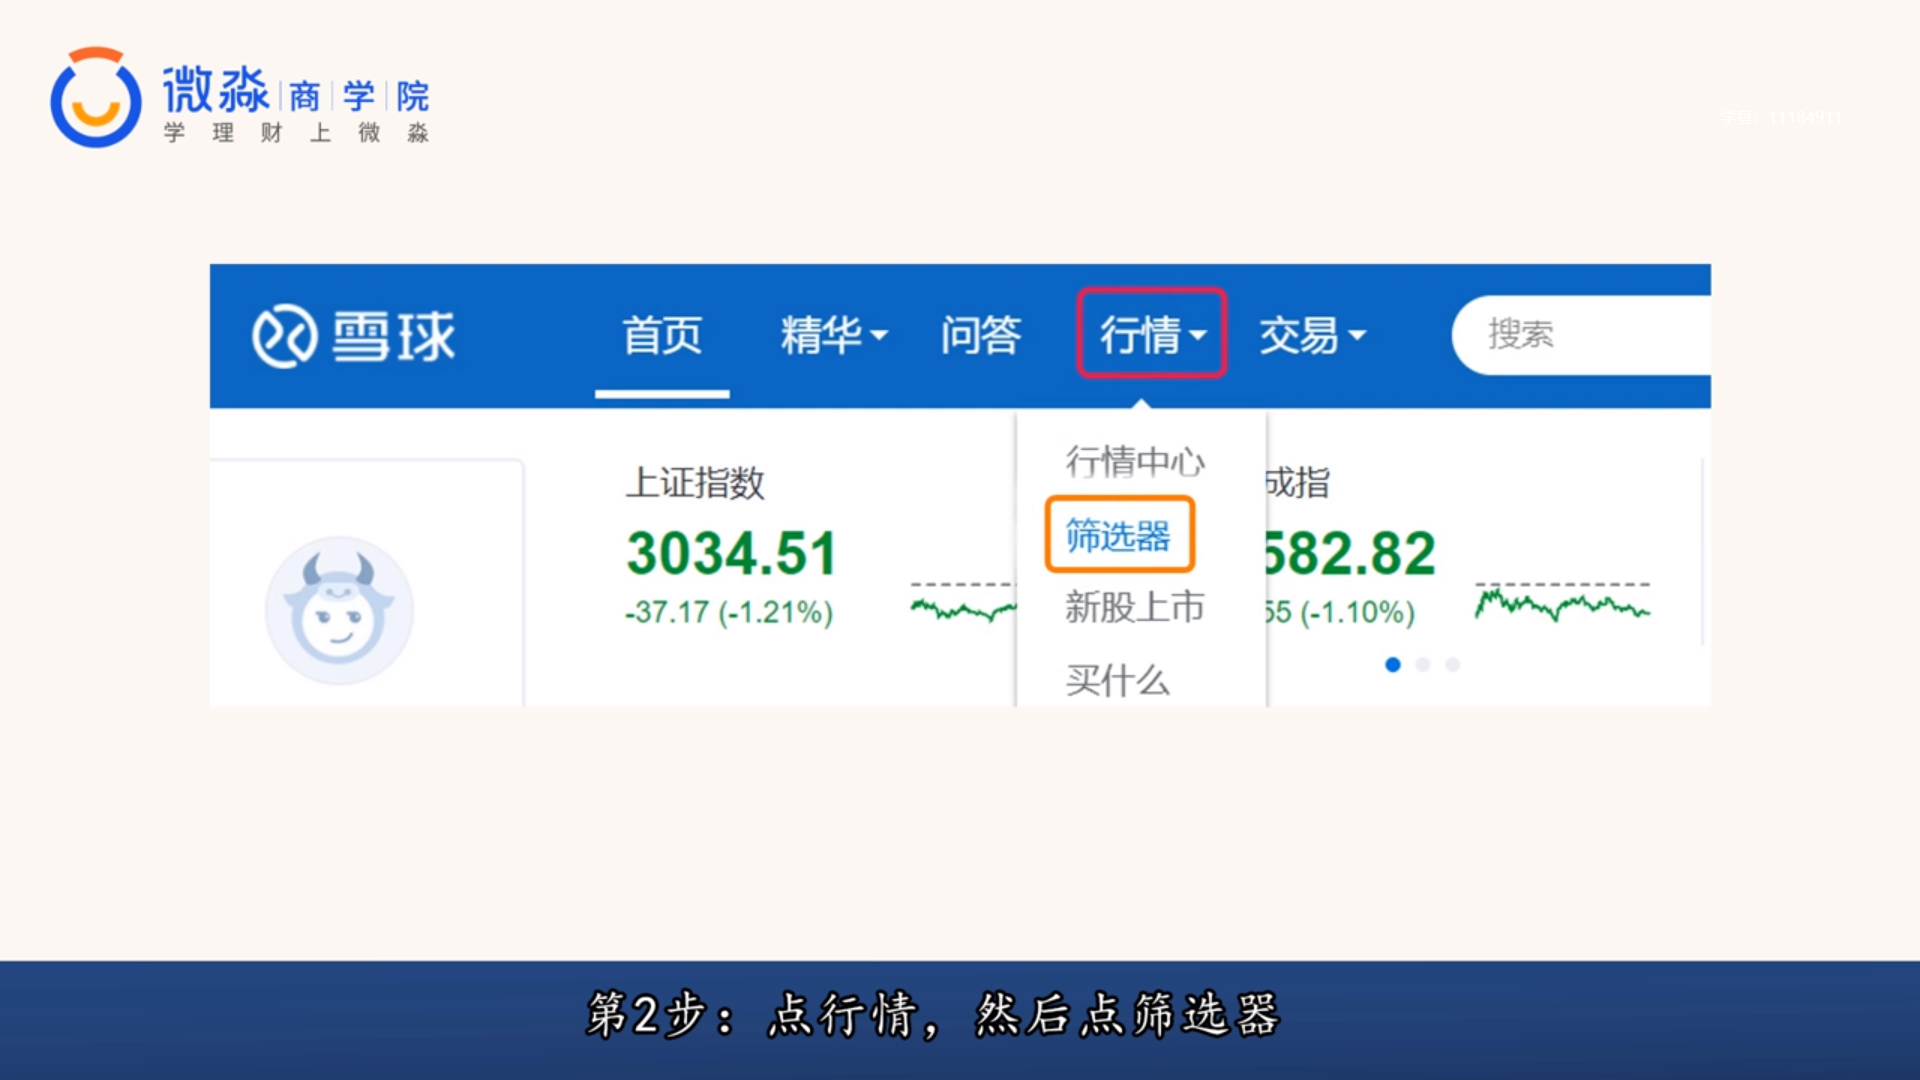 微淼 商 学 院
学理财上微淼
学号: 11184911
雪球 首页 精华 问答 行情 交易 搜索
行情中心
上证指数 成指
筛选器
3034.51 582.82
新股上市
-37.17 (-1.21%) 55 (-1.10%)
买什么
第2步：点行情，然后点筛选器